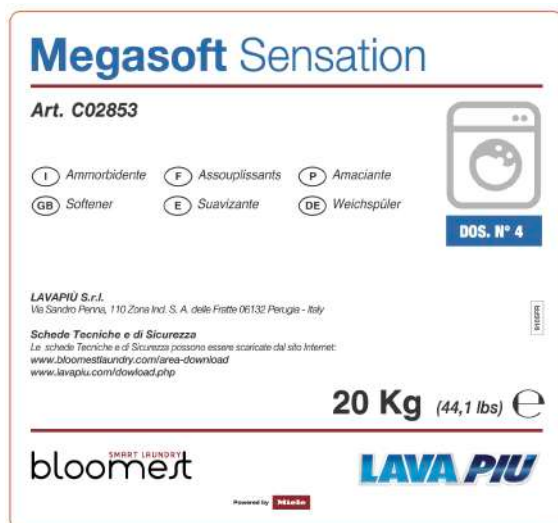 Megasoft Sensation
Art. C02853
I Ammorbidente F Assouplissants P Amaciante
GB Softener E Suavizante DE Weichspüler
DOS. N° 4
LAVAPIÙ S.r.l.
Via Sandro Penna, 110 Zona Ind. S. A. delle Fratte 06132 Perugia - Italy
Schede Tecniche e di Sicurezza
Le schede Tecniche e di Sicurezza possono essere scaricate dal sito Internet:
www.bloomestlaundry.com/area-download
www.lavapiu.com/dowload.php
20 Kg (44,1 lbs) ℮
SMART LAUNDRY
bloomest
LAVA PIU
Powered by Miele